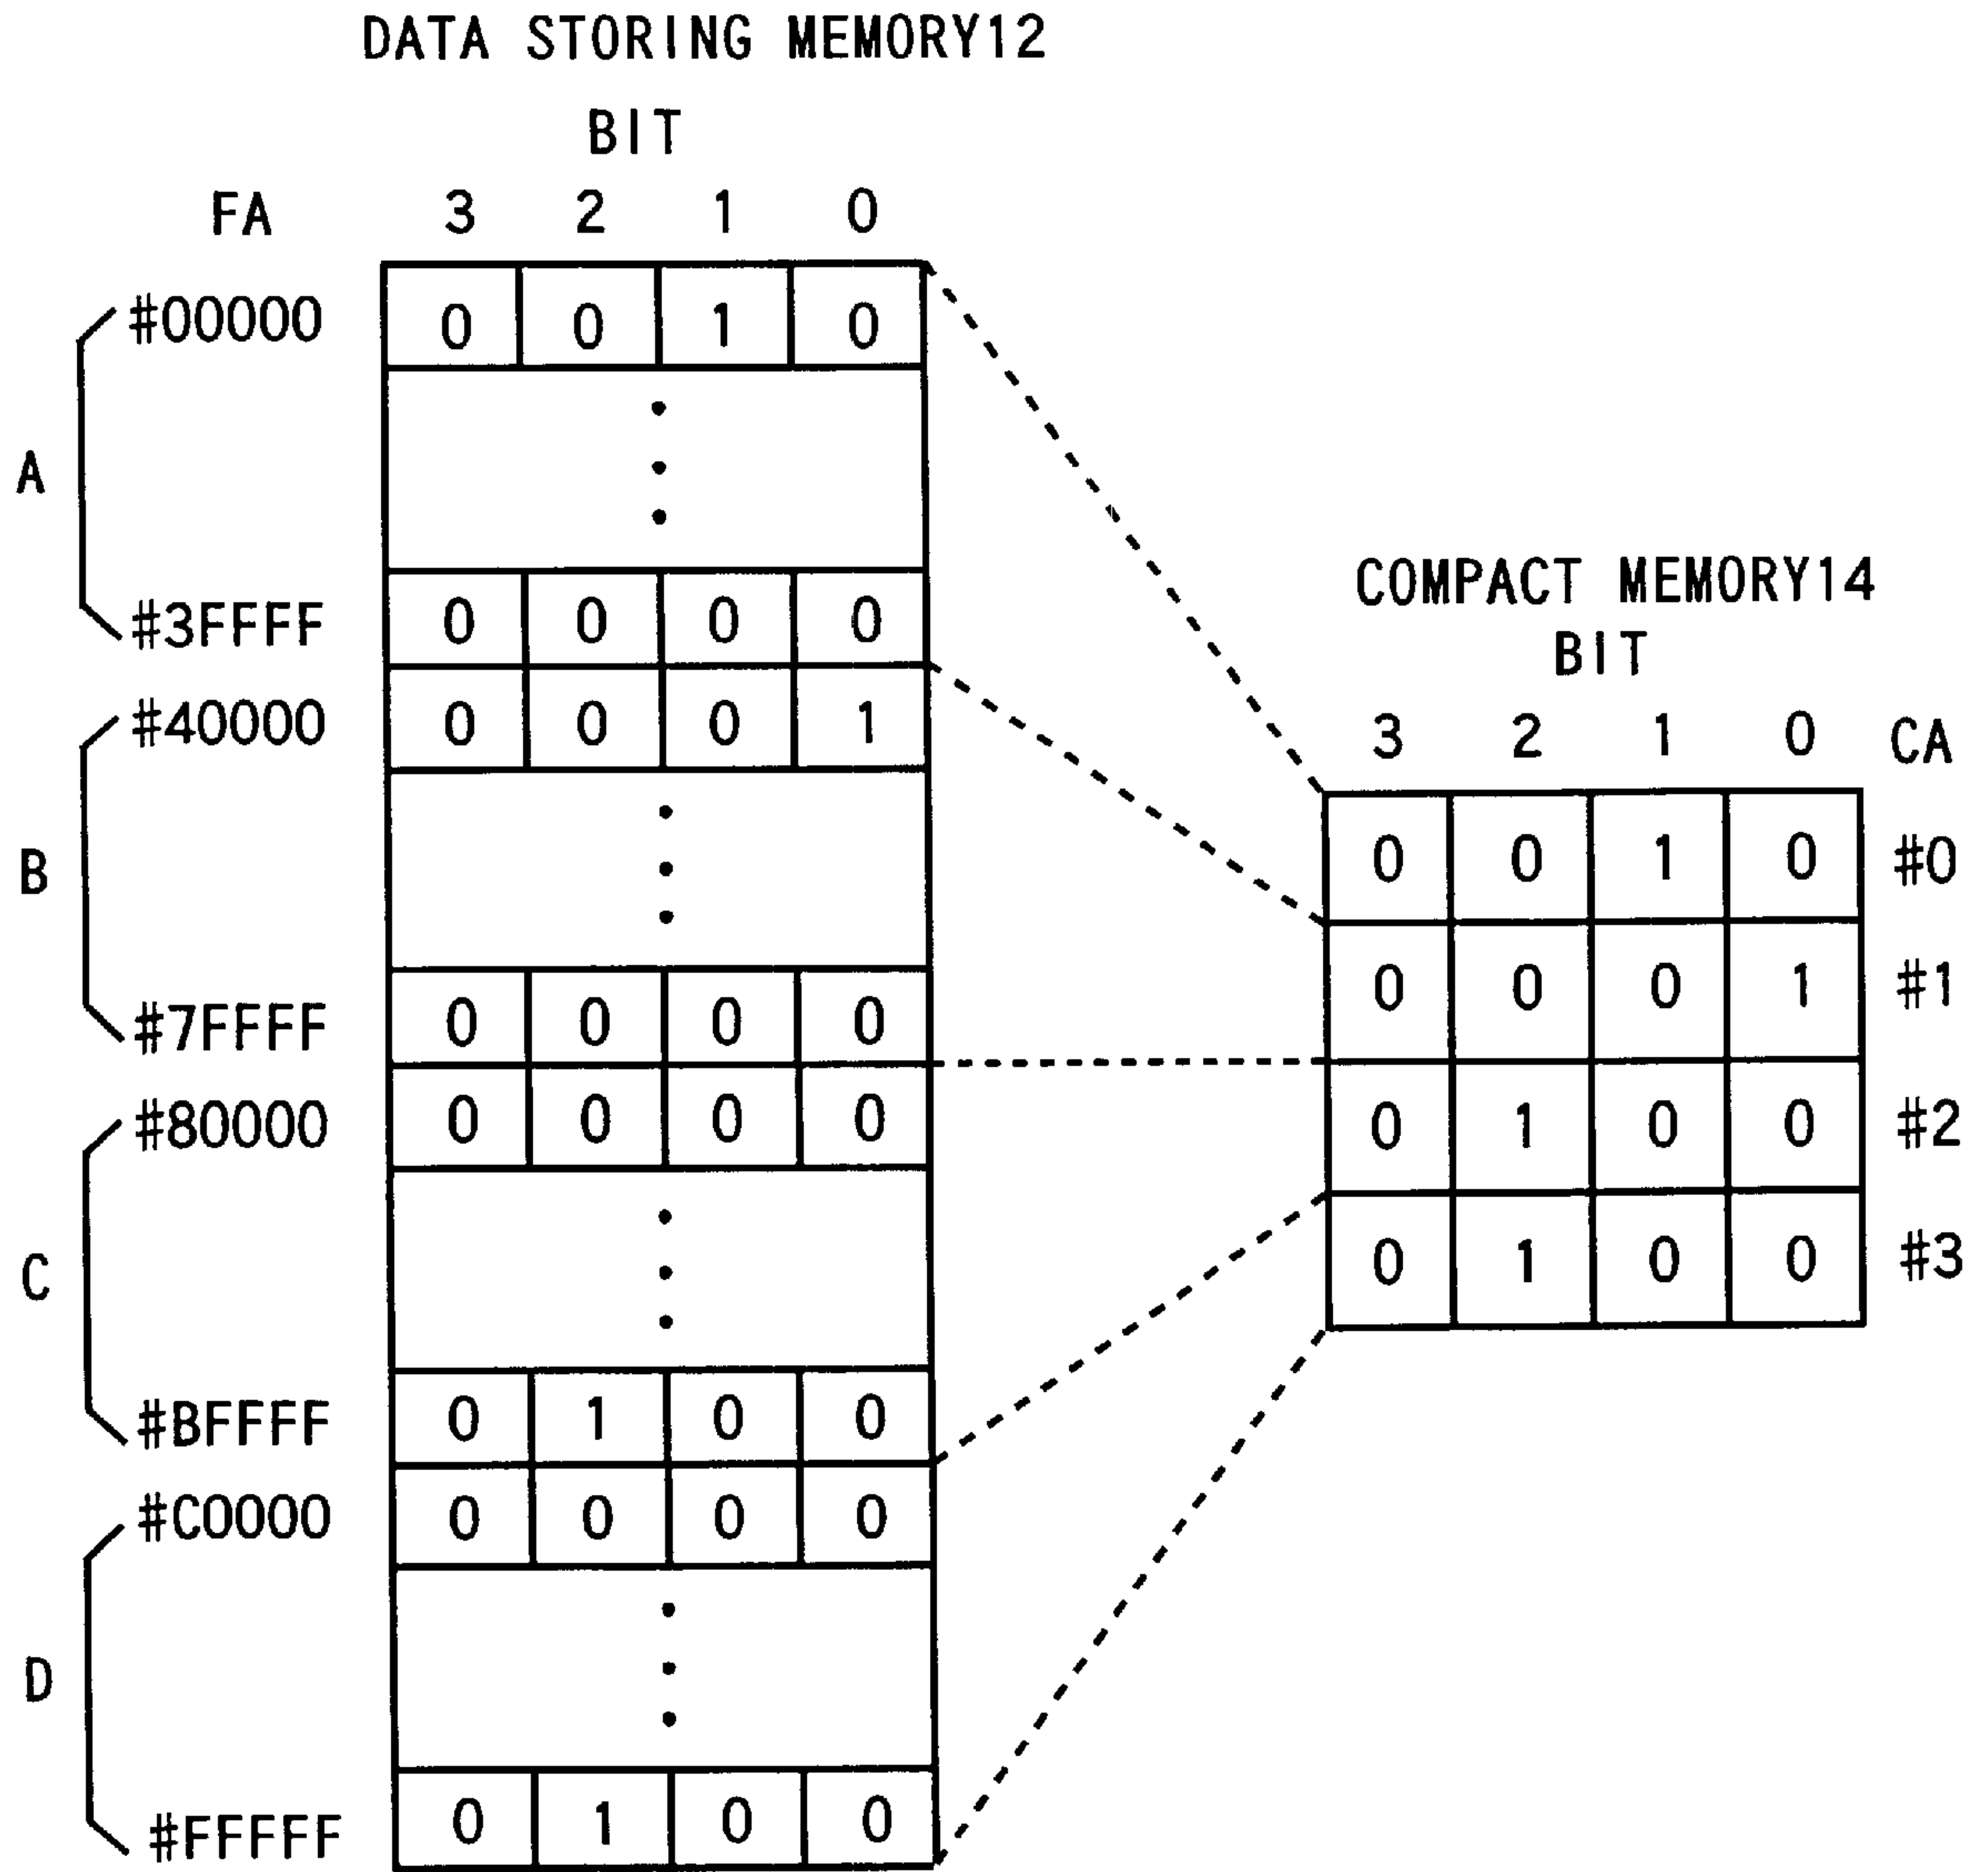 DATA STORING MEMORY12
BIT
FA 3 2 1 0
#00000 0 0 1 0
A
#3FFFF 0 0 0 0
#40000 0 0 0 1
B
#7FFFF 0 0 0 0
#80000 0 0 0 0
C
#BFFFF 0 1 0 0
#C0000 0 0 0 0
D
#FFFFF 0 1 0 0
COMPACT MEMORY14
BIT
3 2 1 0 CA
0 0 1 0 #0
0 0 0 1 #1
0 1 0 0 #2
0 1 0 0 #3